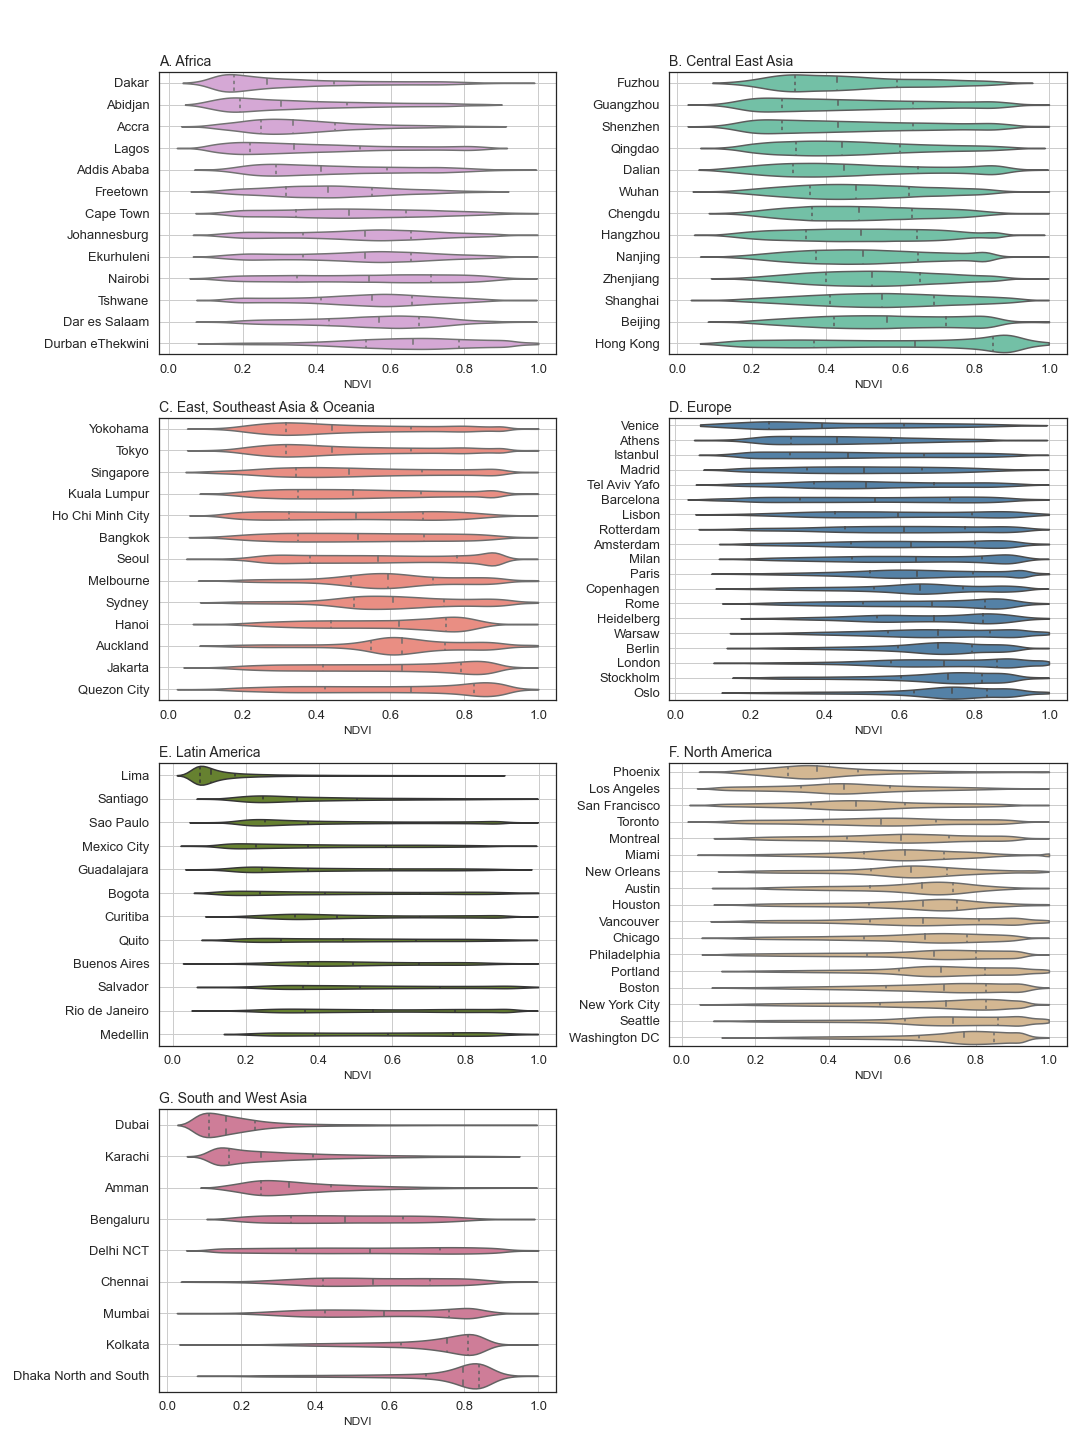 A. Africa
Dakar
Abidjan
Accra
Lagos
Addis Ababa
Freetown
Cape Town
Johannesburg
Ekurhuleni
Nairobi
Tshwane
Dar es Salaam
Durban eThekwini
0.0 0.2 0.4 0.6 0.8 1.0
NDVI
B. Central East Asia
Fuzhou
Guangzhou
Shenzhen
Qingdao
Dalian
Wuhan
Chengdu
Hangzhou
Nanjing
Zhenjiang
Shanghai
Beijing
Hong Kong
0.0 0.2 0.4 0.6 0.8 1.0
NDVI
C. East, Southeast Asia & Oceania
Yokohama
Tokyo
Singapore
Kuala Lumpur
Ho Chi Minh City
Bangkok
Seoul
Melbourne
Sydney
Hanoi
Auckland
Jakarta
Quezon City
0.0 0.2 0.4 0.6 0.8 1.0
NDVI
D. Europe
Venice
Athens
Istanbul
Madrid
Tel Aviv Yafo
Barcelona
Lisbon
Rotterdam
Amsterdam
Milan
Paris
Copenhagen
Rome
Heidelberg
Warsaw
Berlin
London
Stockholm
Oslo
0.0 0.2 0.4 0.6 0.8 1.0
NDVI
E. Latin America
Lima
Santiago
Sao Paulo
Mexico City
Guadalajara
Bogota
Curitiba
Quito
Buenos Aires
Salvador
Rio de Janeiro
Medellin
0.0 0.2 0.4 0.6 0.8 1.0
NDVI
F. North America
Phoenix
Los Angeles
San Francisco
Toronto
Montreal
Miami
New Orleans
Austin
Houston
Vancouver
Chicago
Philadelphia
Portland
Boston
New York City
Seattle
Washington DC
0.0 0.2 0.4 0.6 0.8 1.0
NDVI
G. South and West Asia
Dubai
Karachi
Amman
Bengaluru
Delhi NCT
Chennai
Mumbai
Kolkata
Dhaka North and South
0.0 0.2 0.4 0.6 0.8 1.0
NDVI